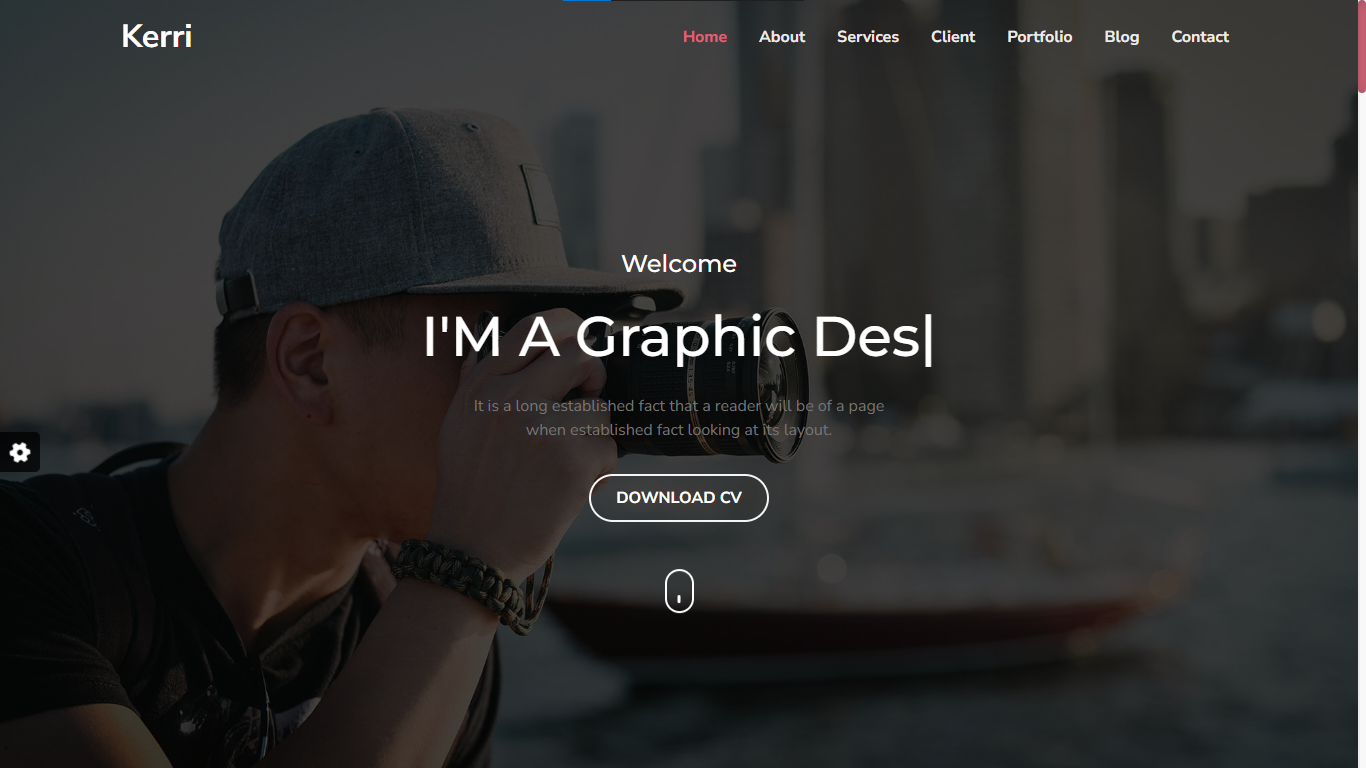 Kerri
Home About Services Client Portfolio Blog Contact
Welcome
I'M A Graphic Des|
It is a long established fact that a reader will be of a page
when established fact looking at its layout.
DOWNLOAD CV